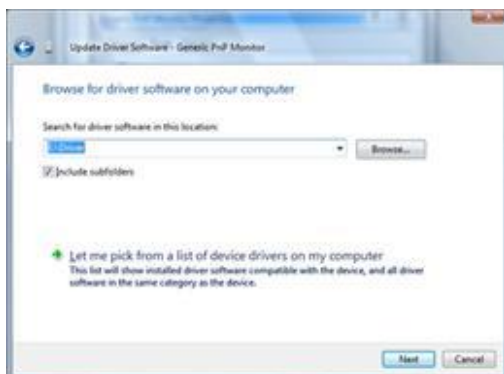 Update Driver Software - Generic PnP Monitor
Browse for driver software on your computer
Search for driver software in this location:
Browse...
Include subfolders
Let me pick from a list of device drivers on my computer
This list will show installed driver software compatible with the device, and all driver
software in the same category as the device.
Next
Cancel